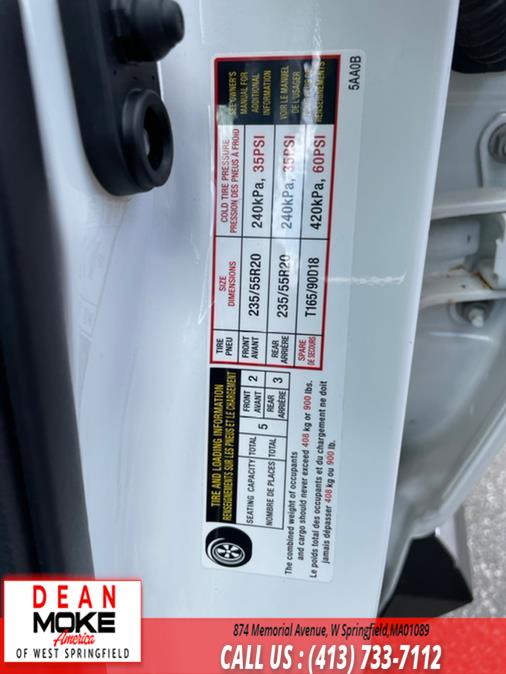 TIRE AND LOADING INFORMATION
RENSEIGNEMENTS SUR LES PNEUS ET LE CHARGEMENT
SEATING CAPACITY TOTAL 5 FRONT AVANT 2 REAR ARRIÈRE 3
NOMBRE DE PLACES TOTAL
The combined weight of occupants
and cargo should never exceed 408 kg or 900 lbs.
Le poids total des occupants et du chargement ne doit
jamais dépasser 408 kg ou 900 lb.
TIRE PNEU SIZE DIMENSIONS COLD TIRE PRESSURE PRESSION DES PNEUS À FROID
FRONT AVANT 235/55R20 240kPa, 35PSI
REAR ARRIÈRE 235/55R20 240kPa, 35PSI
SPARE DE SECOURS T165/90D18 420kPa, 60PSI
SEE OWNER'S
MANUAL FOR
ADDITIONAL
INFORMATION
VOIR LE MANUEL
DE L'USAGER
RENSEIGNEMENTS
5AA0B
DEAN
MOKE
America
OF WEST SPRINGFIELD
874 Memorial Avenue, W Springfield,MA01089
CALL US : (413) 733-7112